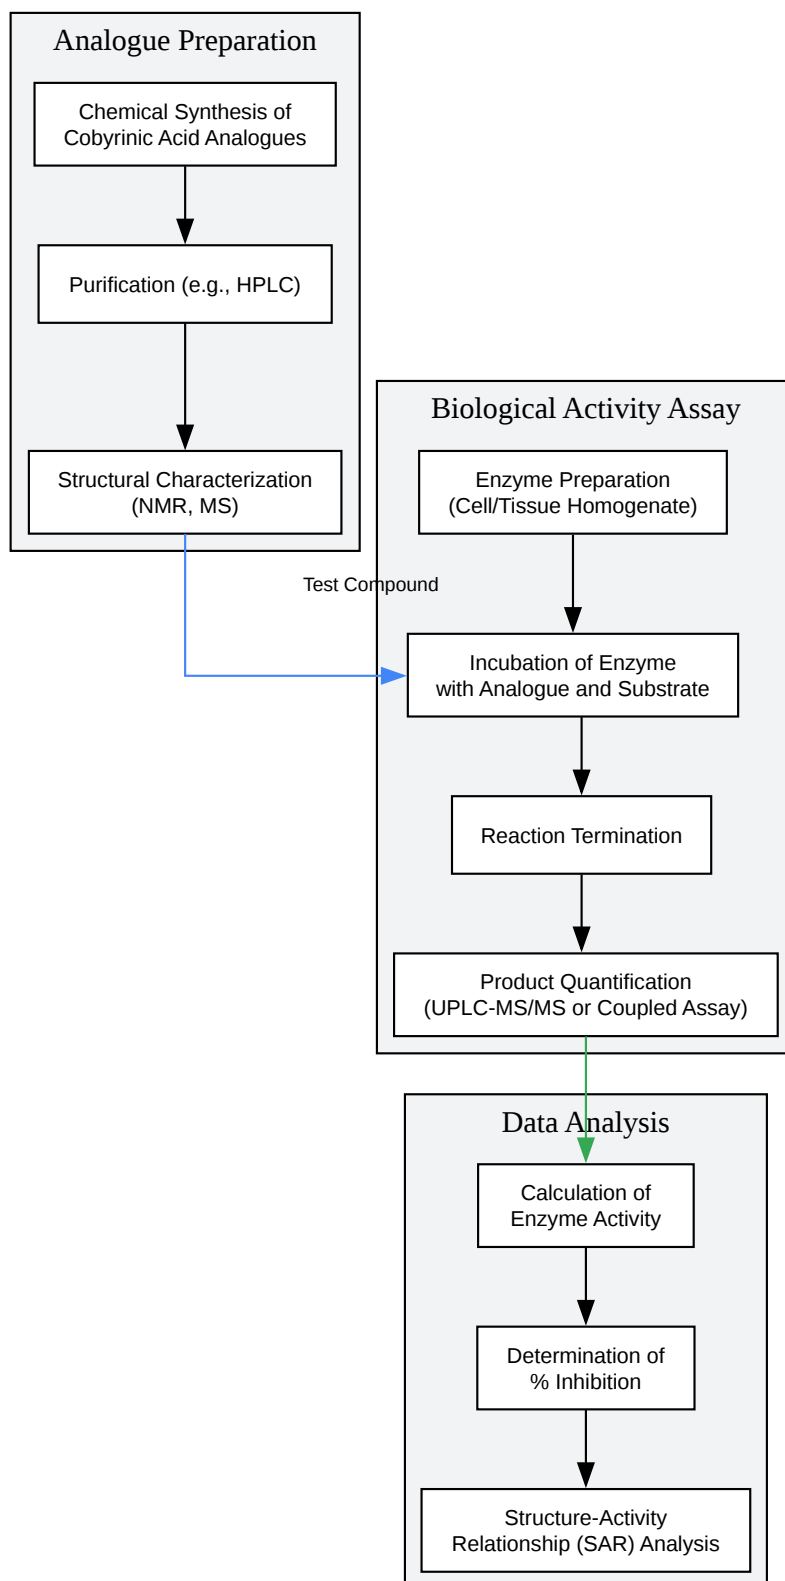 Analogue Preparation
Chemical Synthesis of
Cobyrinic Acid Analogues
Purification (e.g., HPLC)
Structural Characterization
(NMR, MS)
Test Compound
Biological Activity Assay
Enzyme Preparation
(Cell/Tissue Homogenate)
Incubation of Enzyme
with Analogue and Substrate
Reaction Termination
Product Quantification
(UPLC-MS/MS or Coupled Assay)
Data Analysis
Calculation of
Enzyme Activity
Determination of
% Inhibition
Structure-Activity
Relationship (SAR) Analysis